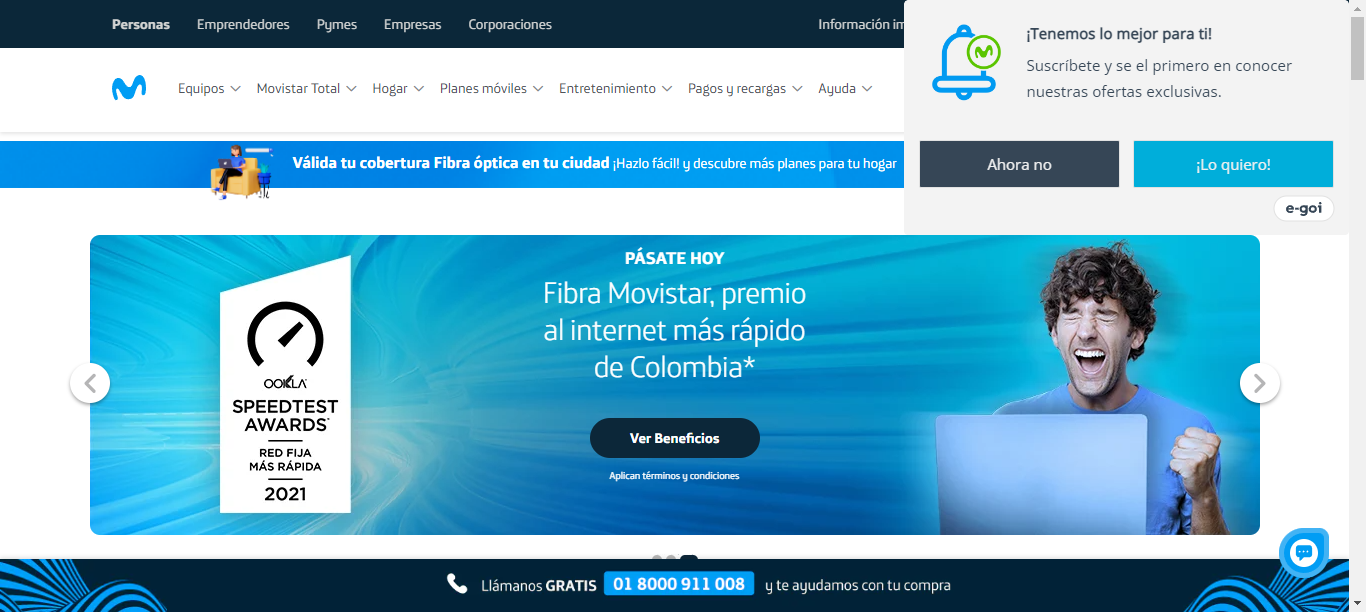 Personas Emprendedores Pymes Empresas Corporaciones Información
¡Tenemos lo mejor para ti!
Suscríbete y se el primero en conocer
nuestras ofertas exclusivas.
Ahora no ¡Lo quiero!
e-goi
Equipos Movistar Total Hogar Planes móviles Entretenimiento Pagos y recargas Ayuda
Válida tu cobertura Fibra óptica en tu ciudad ¡Hazlo fácil! y descubre más planes para tu hogar
OOKLA
SPEEDTEST
AWARDS
RED FIJA
MÁS RÁPIDA
2021
PÁSATE HOY
Fibra Movistar, premio
al internet más rápido
de Colombia*
Ver Beneficios
Aplican términos y condiciones
Llámanos GRATIS 01 8000 911 008 y te ayudamos con tu compra